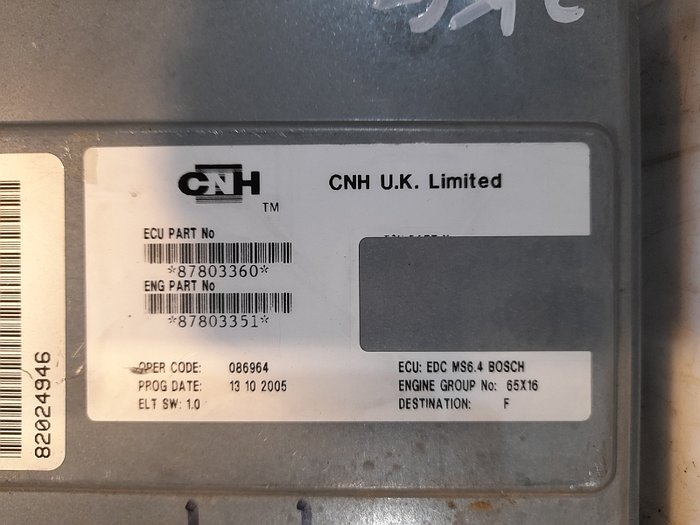 CNH
TM
CNH U.K. Limited
ECU PART No
*87803360*
ENG PART No
*87803351*
OPER CODE: 086964
PROG DATE: 13 10 2005
ELT SW: 1.0
ECU: EDC MS6.4 BOSCH
ENGINE GROUP No: 65X16
DESTINATION: F
82024946